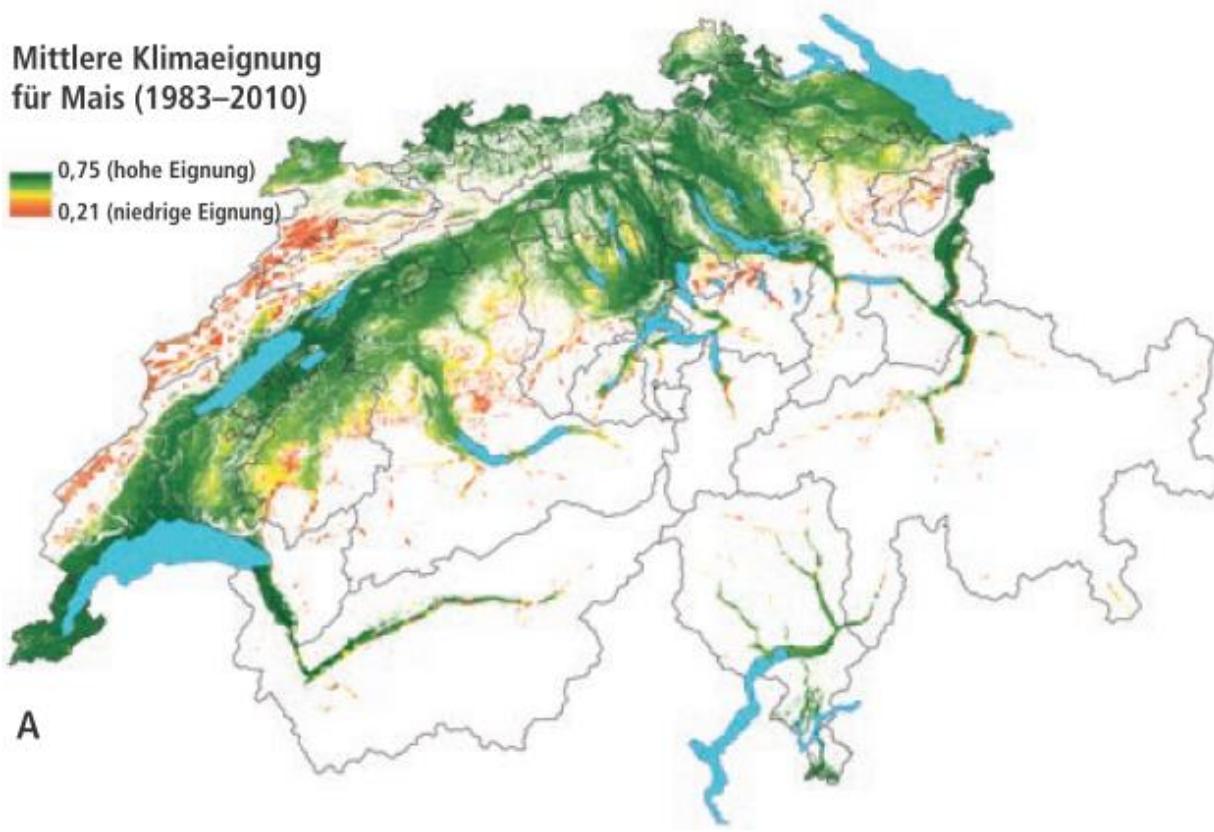 Mittlere Klimaeignung
für Mais (1983–2010)
0,75 (hohe Eignung)
0,21 (niedrige Eignung)
A